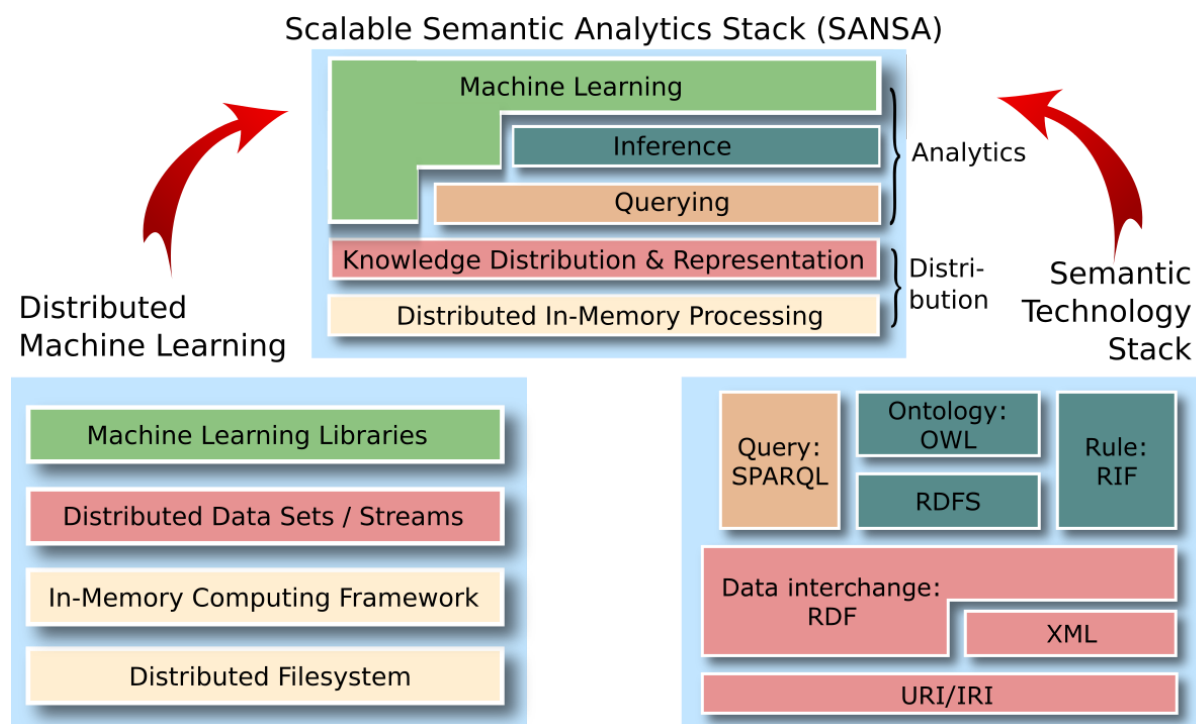 Scalable Semantic Analytics Stack (SANSA)
Machine Learning
Inference
Querying
Analytics
Knowledge Distribution & Representation
Distributed In-Memory Processing
Distri-
bution
Distributed
Machine Learning
Semantic
Technology
Stack
Machine Learning Libraries
Distributed Data Sets / Streams
In-Memory Computing Framework
Distributed Filesystem
Query:
SPARQL
Ontology:
OWL
RDFS
Rule:
RIF
Data interchange:
RDF
XML
URI/IRI